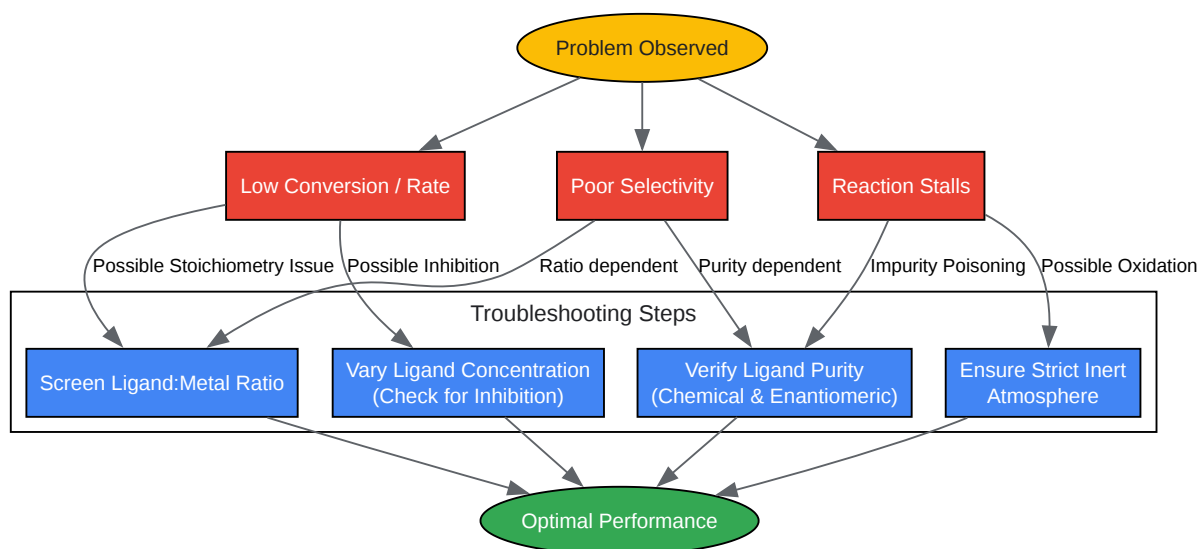 Problem Observed
Low Conversion / Rate
Poor Selectivity
Reaction Stalls
Possible Stoichiometry Issue
Possible Inhibition
Ratio dependent
Purity dependent
Impurity Poisoning
Possible Oxidation
Troubleshooting Steps
Screen Ligand:Metal Ratio
Vary Ligand Concentration
(Check for Inhibition)
Verify Ligand Purity
(Chemical & Enantiomeric)
Ensure Strict Inert
Atmosphere
Optimal Performance